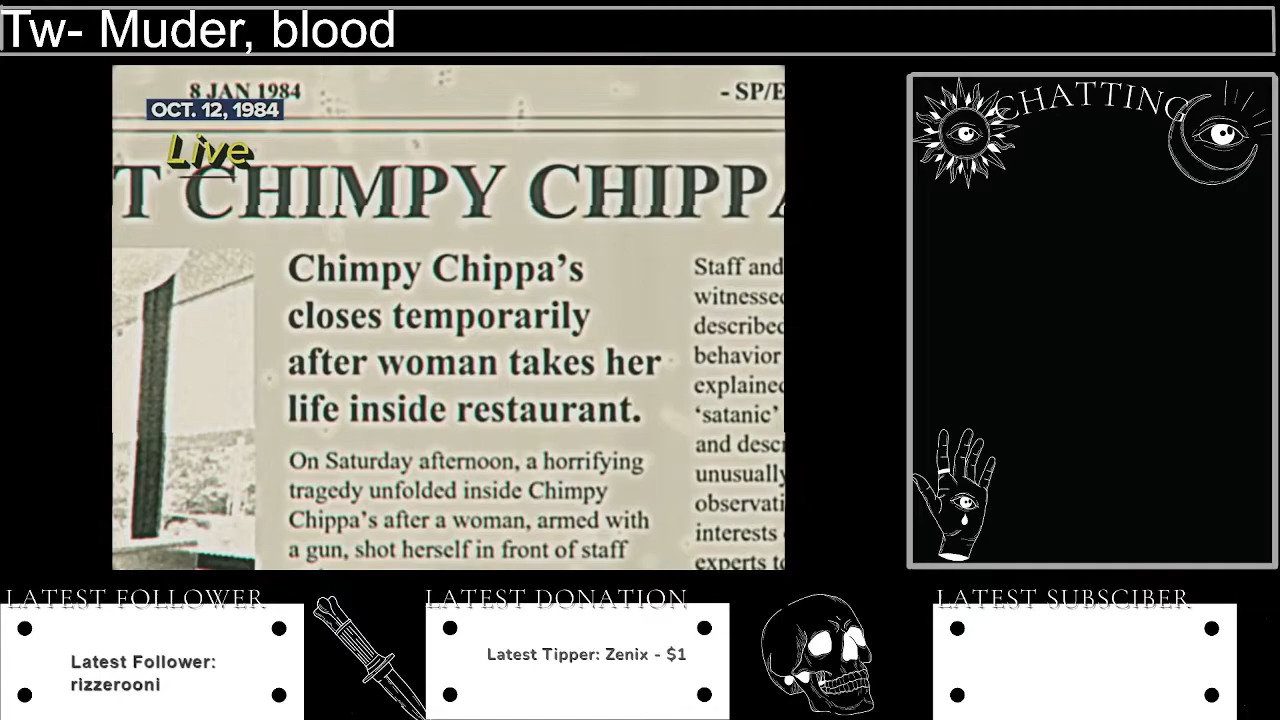 Tw- Muder, blood
8 JAN 1984
- SP/E
OCT. 12, 1984
Live
T CHIMPY CHIPPA
Chimpy Chippa's
closes temporarily
after woman takes her
life inside restaurant.
On Saturday afternoon, a horrifying
tragedy unfolded inside Chimpy
Chippa's after a woman, armed with
a gun, shot herself in front of staff
Staff and
witnessed
described
behavior
explained
'satanic'
and descr
unusually
observati
interests
experts to
CHATTING
LATEST FOLLOWER
Latest Follower:
rizzerooni
LATEST DONATION
Latest Tipper: Zenix - $1
LATEST SUBSCIBER